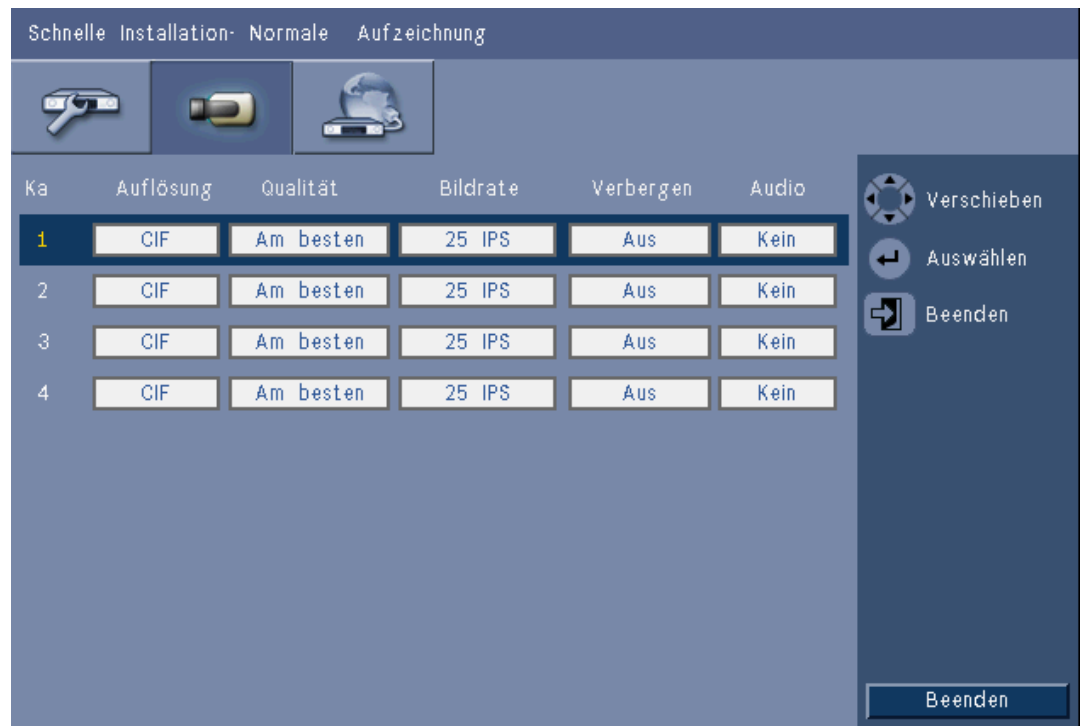 Schnelle Installation- Normale Aufzeichnung
Ka Auflösung Qualität Bildrate Verbergen Audio
1 CIF Am besten 25 IPS Aus Kein
2 CIF Am besten 25 IPS Aus Kein
3 CIF Am besten 25 IPS Aus Kein
4 CIF Am besten 25 IPS Aus Kein
Verschieben
Auswählen
Beenden
Beenden